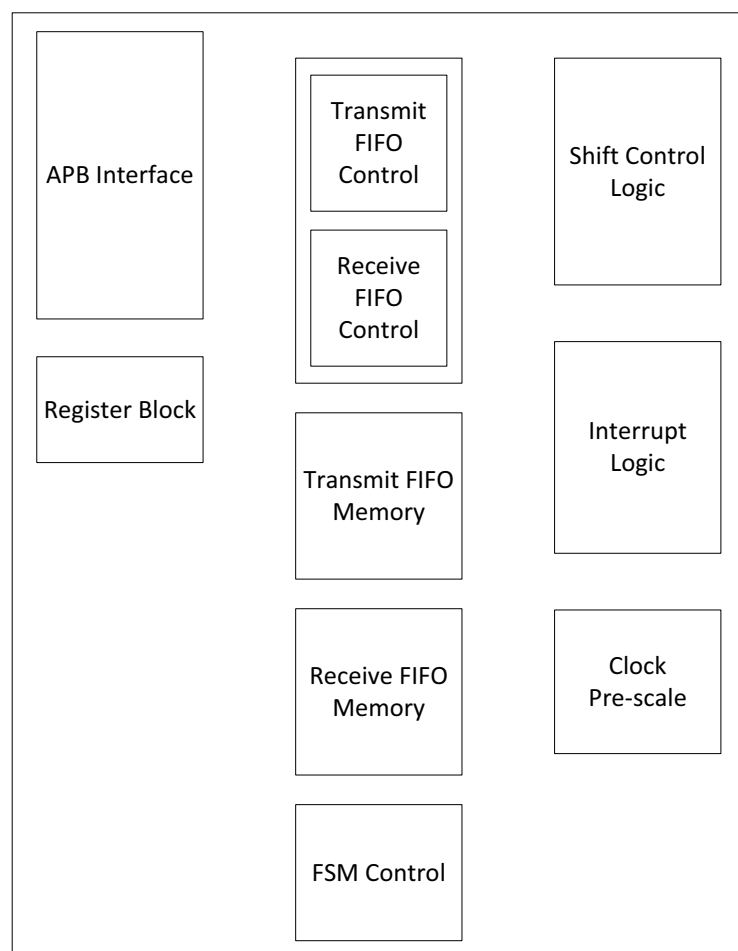 APB Interface
Register Block
Transmit
FIFO
Control
Receive
FIFO
Control
Transmit FIFO
Memory
Receive FIFO
Memory
FSM Control
Shift Control
Logic
Interrupt
Logic
Clock
Pre-scale